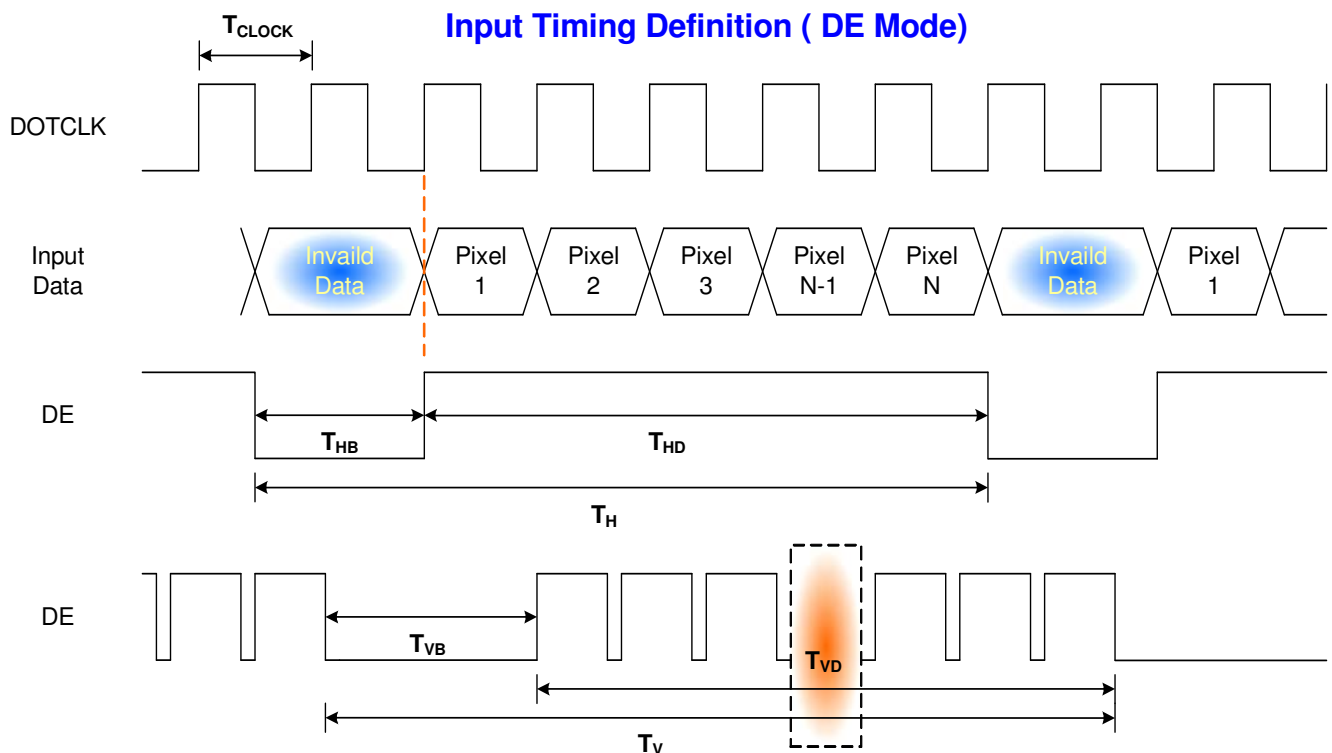 Input Timing Definition ( DE Mode)
TCLOCK
DOTCLK
Input
Data
Invaild
Data
Pixel
1
Pixel
2
Pixel
3
Pixel
N-1
Pixel
N
Invaild
Data
Pixel
1
DE
THB
THD
TH
DE
TVB
TVD
TV